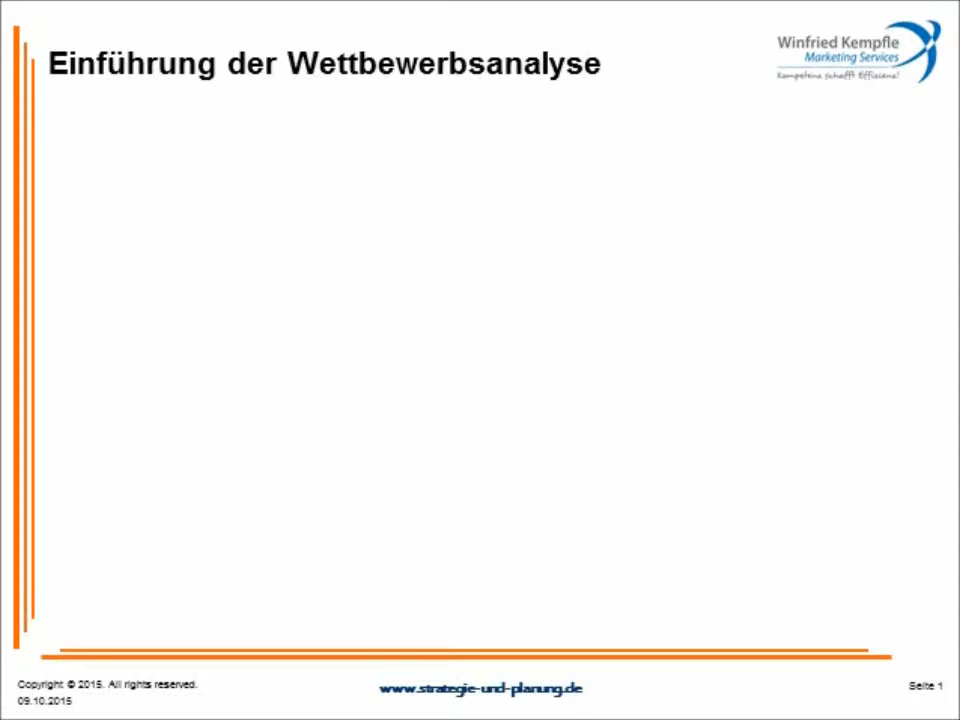 Einführung der Wettbewerbsanalyse
Winfried Kempfle
Marketing Services
Kompetenz schafft Effizienz!
Copyright © 2015. All rights reserved.
09.10.2015
www.strategie-und-planung.de
Seite 1